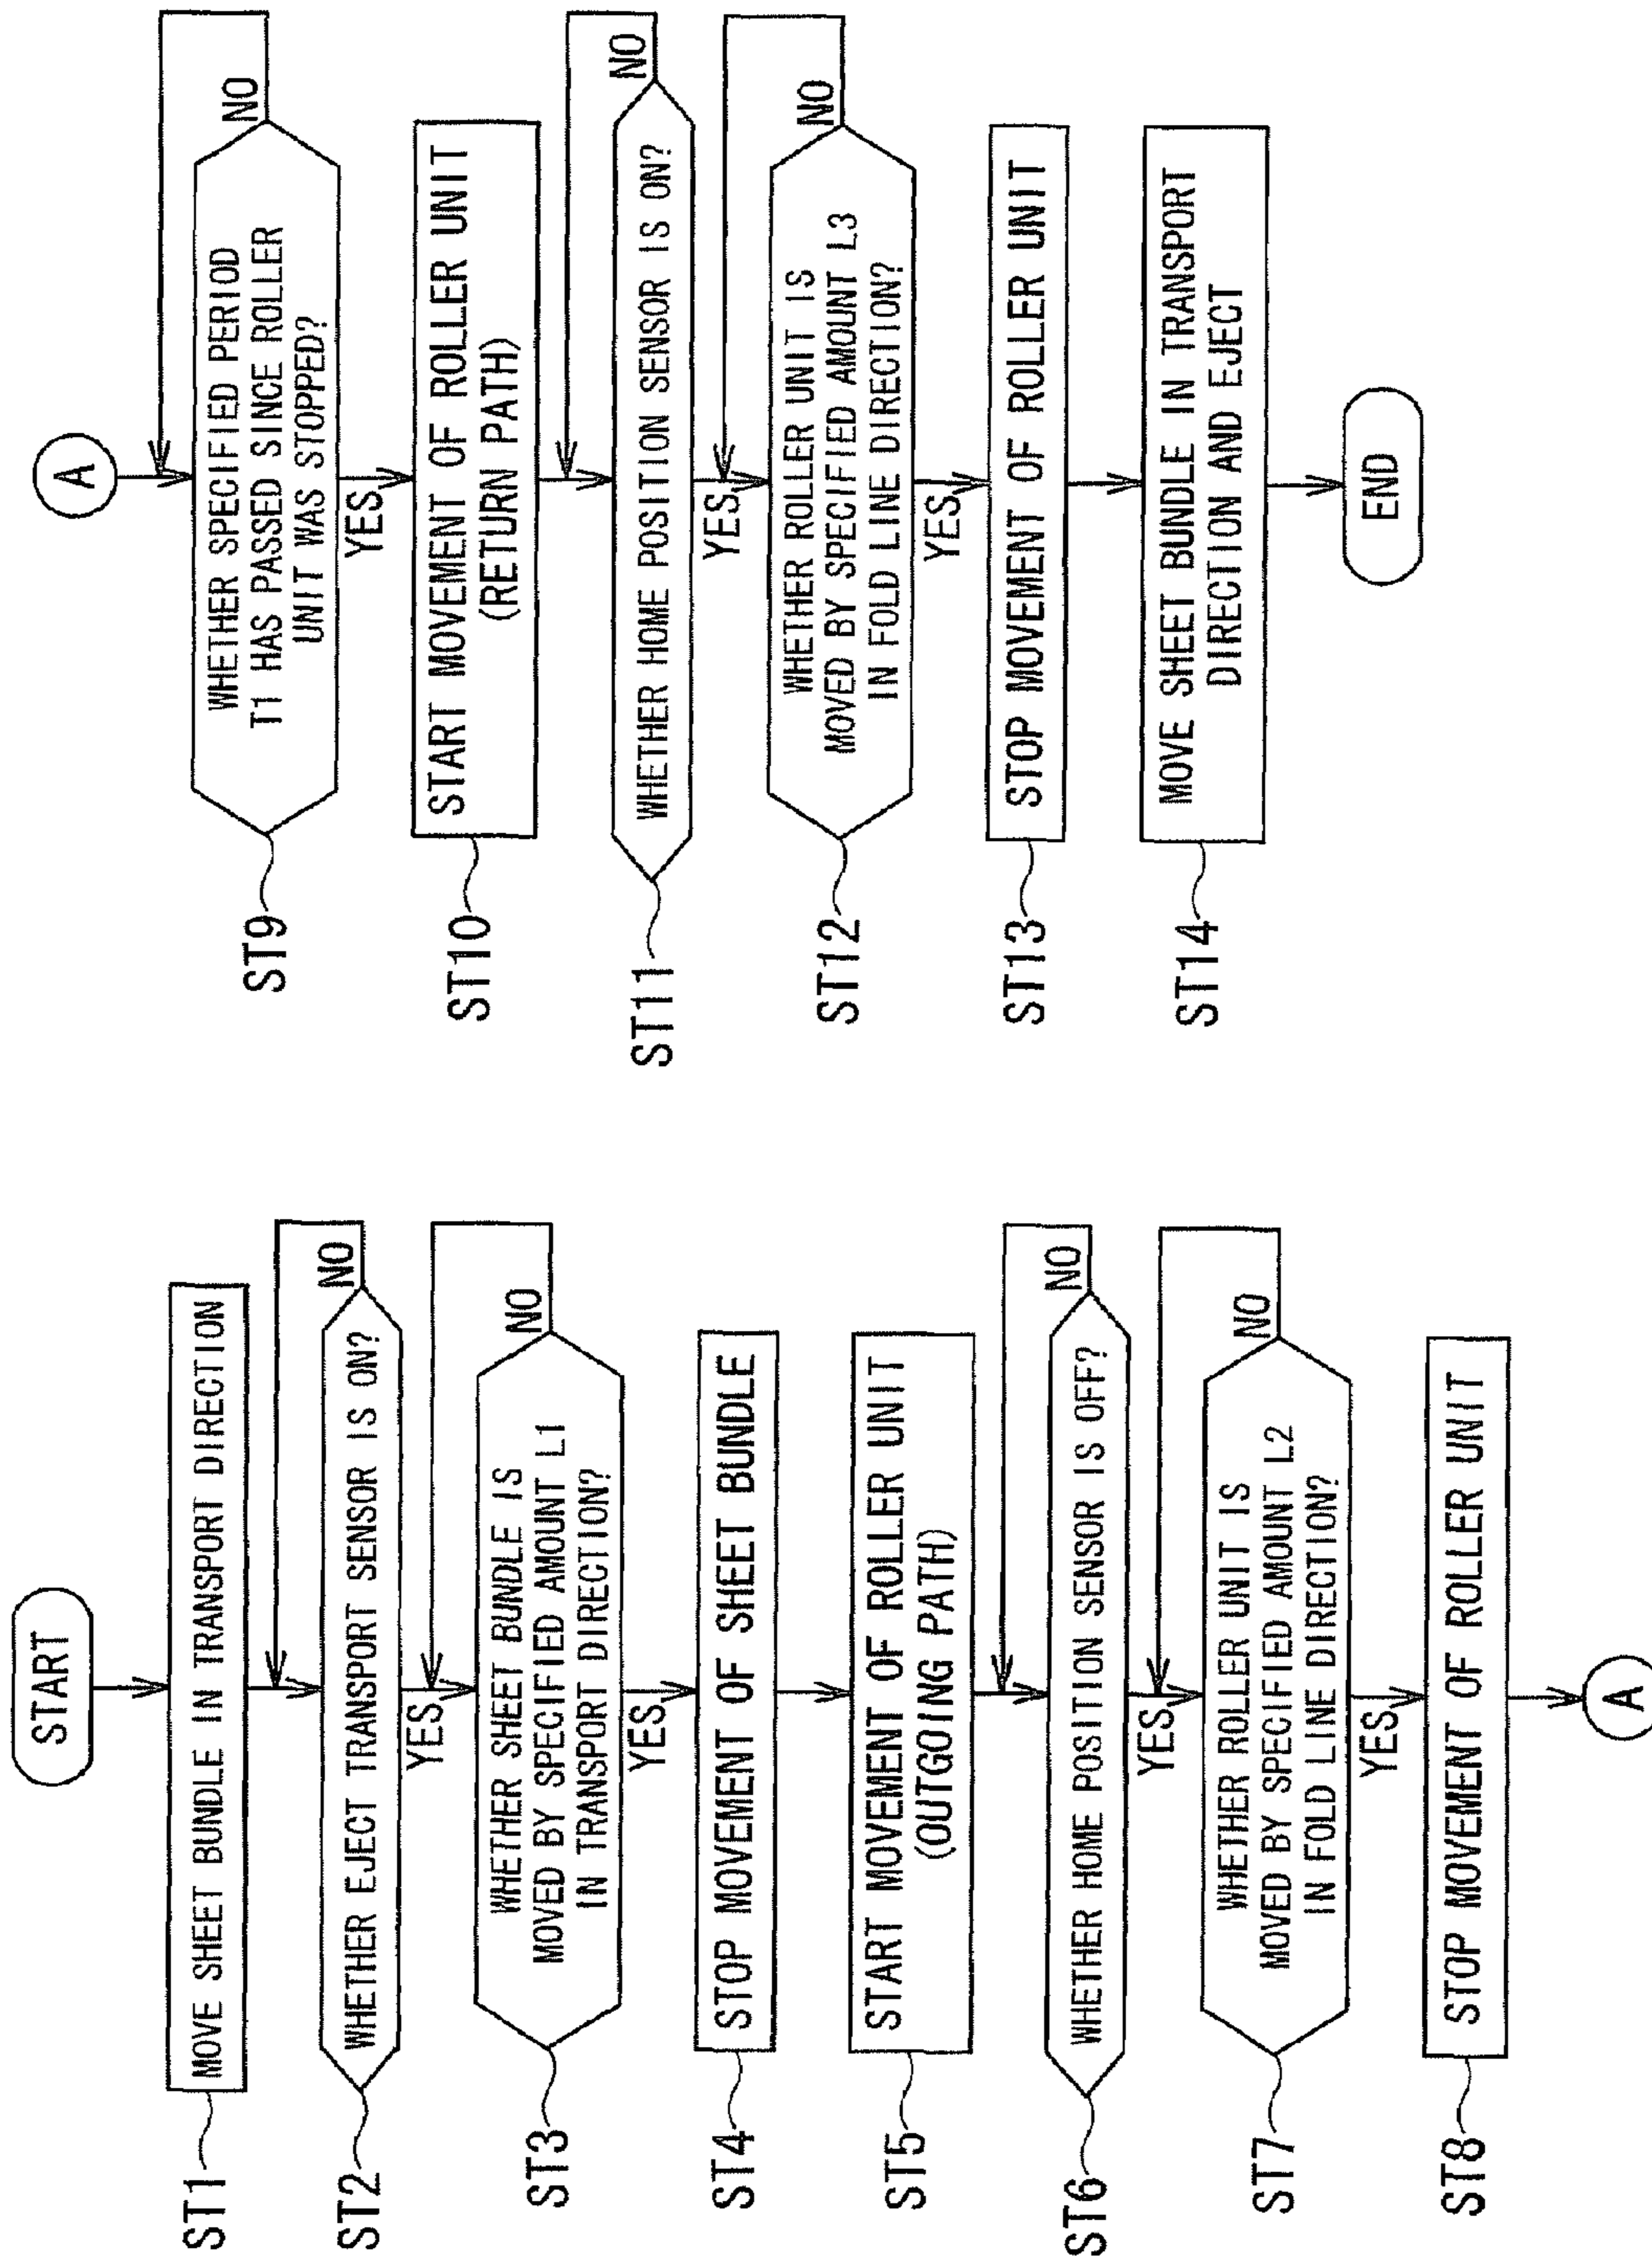 START
ST1
MOVE SHEET BUNDLE IN TRANSPORT DIRECTION
ST2
WHETHER EJECT TRANSPORT SENSOR IS ON?
NO
YES
ST3
WHETHER SHEET BUNDLE IS
MOVED BY SPECIFIED AMOUNT L1
IN TRANSPORT DIRECTION?
NO
YES
ST4
STOP MOVEMENT OF SHEET BUNDLE
ST5
START MOVEMENT OF ROLLER UNIT
(OUTGOING PATH)
ST6
WHETHER HOME POSITION SENSOR IS OFF?
NO
YES
ST7
WHETHER ROLLER UNIT IS
MOVED BY SPECIFIED AMOUNT L2
IN FOLD LINE DIRECTION?
NO
YES
ST8
STOP MOVEMENT OF ROLLER UNIT
A
A
ST9
WHETHER SPECIFIED PERIOD
T1 HAS PASSED SINCE ROLLER
UNIT WAS STOPPED?
NO
YES
ST10
START MOVEMENT OF ROLLER UNIT
(RETURN PATH)
ST11
WHETHER HOME POSITION SENSOR IS ON?
NO
YES
ST12
WHETHER ROLLER UNIT IS
MOVED BY SPECIFIED AMOUNT L3
IN FOLD LINE DIRECTION?
NO
YES
ST13
STOP MOVEMENT OF ROLLER UNIT
ST14
MOVE SHEET BUNDLE IN TRANSPORT
DIRECTION AND EJECT
END